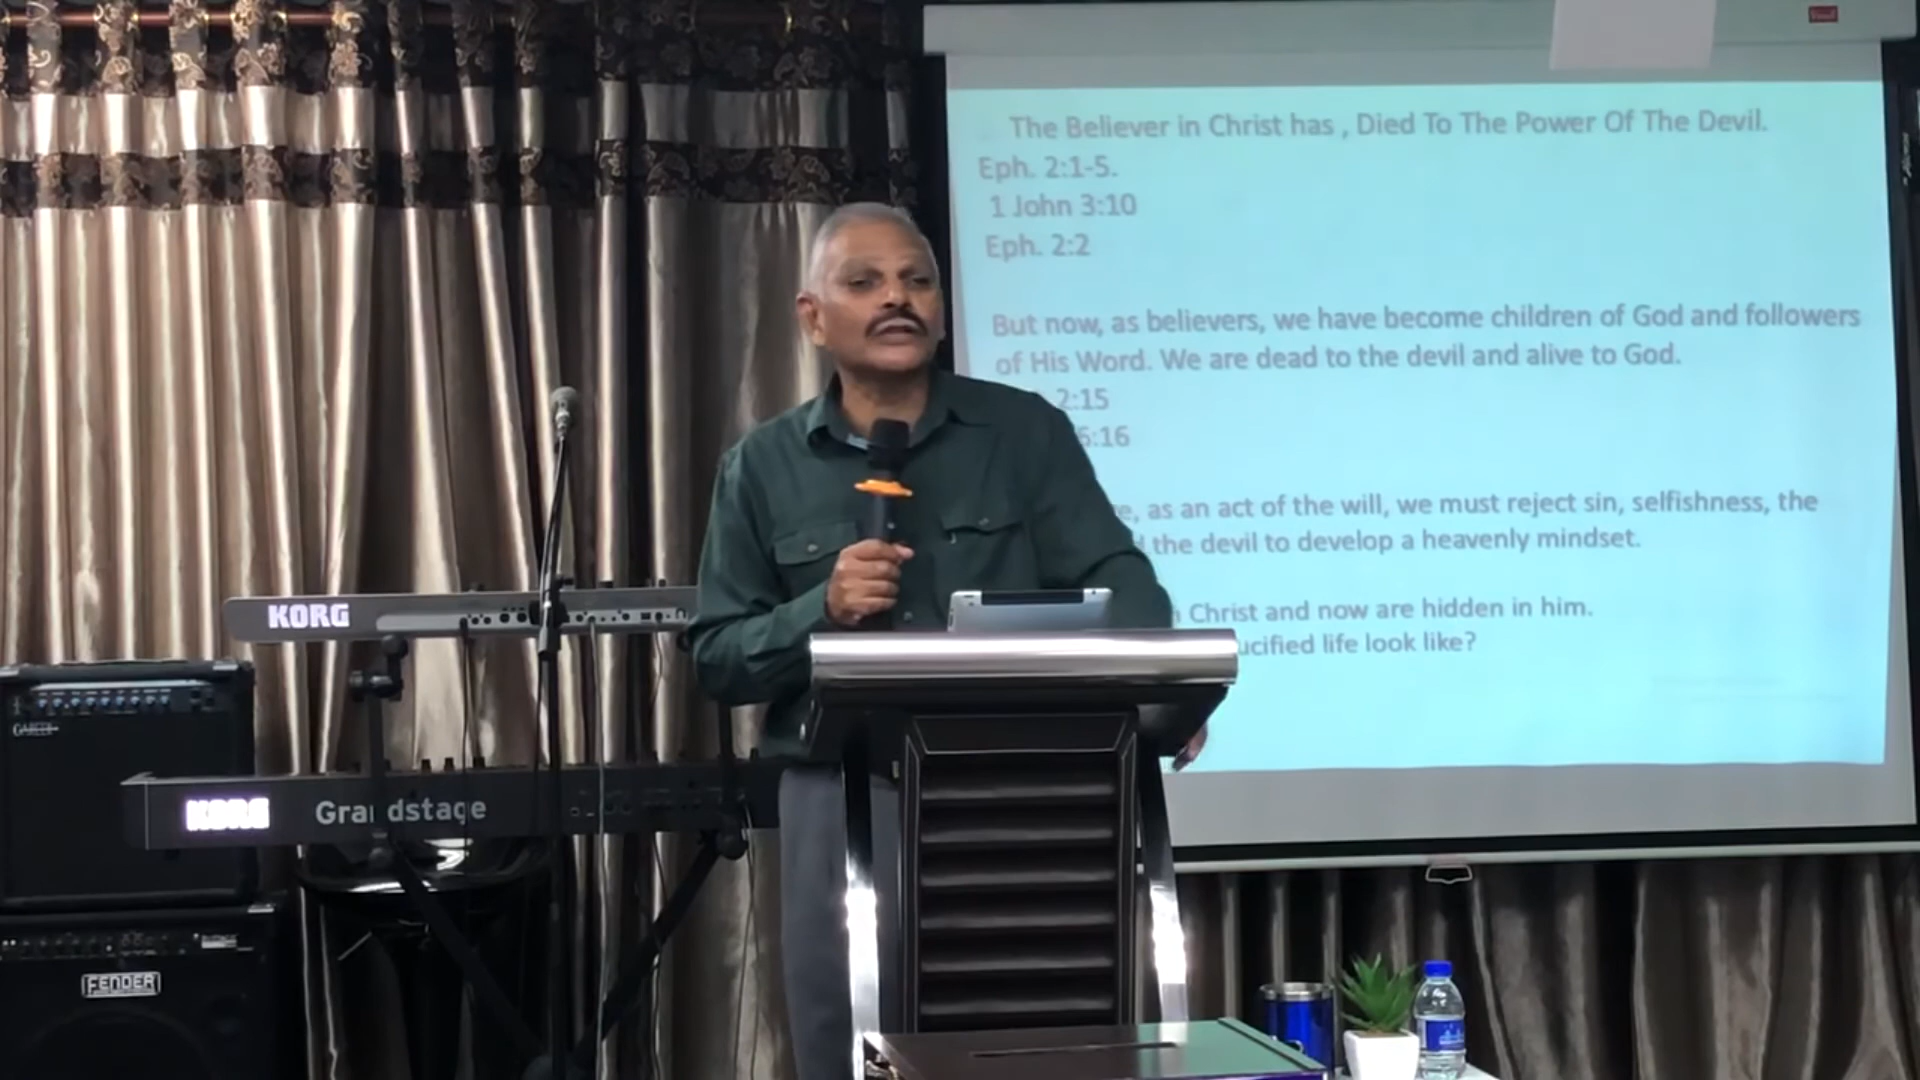 The Believer in Christ has , Died To The Power Of The Devil.
Eph. 2:1-5.
1 John 3:10
Eph. 2:2
But now, as believers, we have become children of God and followers
of His Word. We are dead to the devil and alive to God.
2:15
6:16
as an act of the will, we must reject sin, selfishness, the
the devil to develop a heavenly mindset.
Christ and now are hidden in him.
life look like?
KORG
KORG Grandstage
FENDER